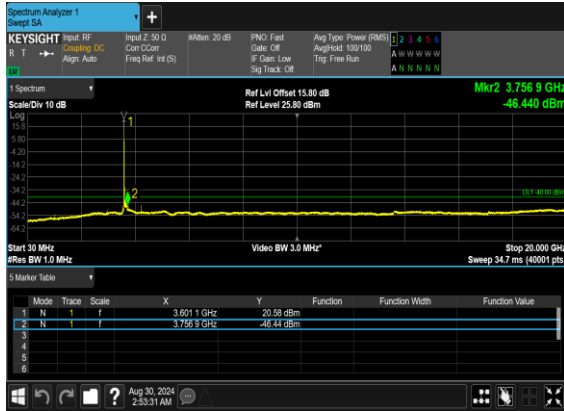 Spectrum Analyzer 1
Swept SA
+
KEYSIGHT Input: RF Input Z: 50 Ω #Atten: 20 dB PNO: Fast Avg Type: Power (RMS) 1 2 3 4 5 6
R T Coupling: DC Corr CCorr Gate: Off Avg|Hold: 100/100 A W W W W W
Align: Auto Freq Ref: Int (S) IF Gain: Low Trig: Free Run
Sig Track: Off A N N N N N
LXI
1 Spectrum Ref Lvl Offset 15.80 dB Mkr2 3.756 9 GHz
Scale/Div 10 dB Ref Level 25.80 dBm -46.440 dBm
Log
15.8
5.80
-4.20
-14.2
-24.2
-34.2
-44.2
-54.2
-64.2
1
2
Start 30 MHz Video BW 3.0 MHz* Stop 20.000 GHz
#Res BW 1.0 MHz Sweep 34.7 ms (40001 pts)
5 Marker Table
Mode Trace Scale X Y Function Function Width Function Value
1 N 1 f 3.601 1 GHz 20.58 dBm
2 N 1 f 3.756 9 GHz -46.44 dBm
3
4
5
6
?
Aug 30, 2024
2:53:31 AM